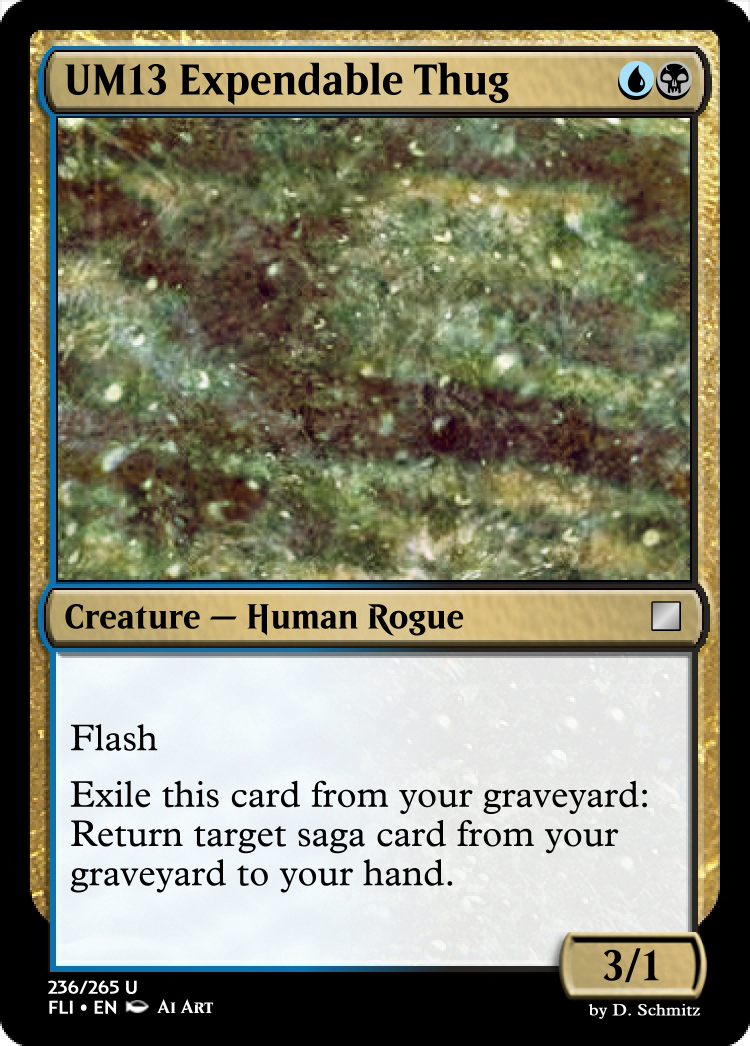 UM13 Expendable Thug
Creature — Human Rogue
Flash
Exile this card from your graveyard:
Return target saga card from your
graveyard to your hand.
3/1
236/265 U
FLI • EN AI ART
by D. Schmitz